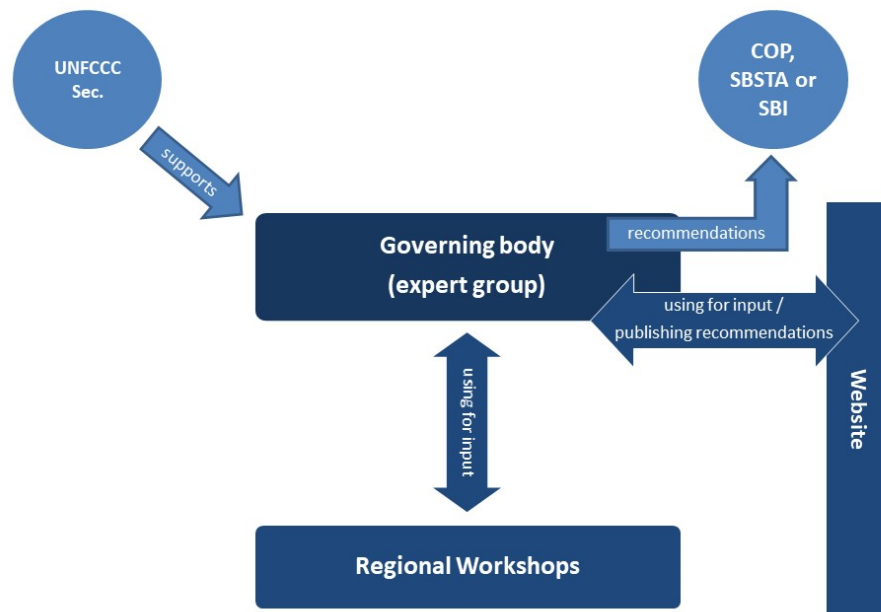 UNFCCC
Sec.
COP,
SBSTA or
SBI
supports
Governing body
(expert group)
recommendations
using for input /
publishing recommendations
Website
using for input
Regional Workshops